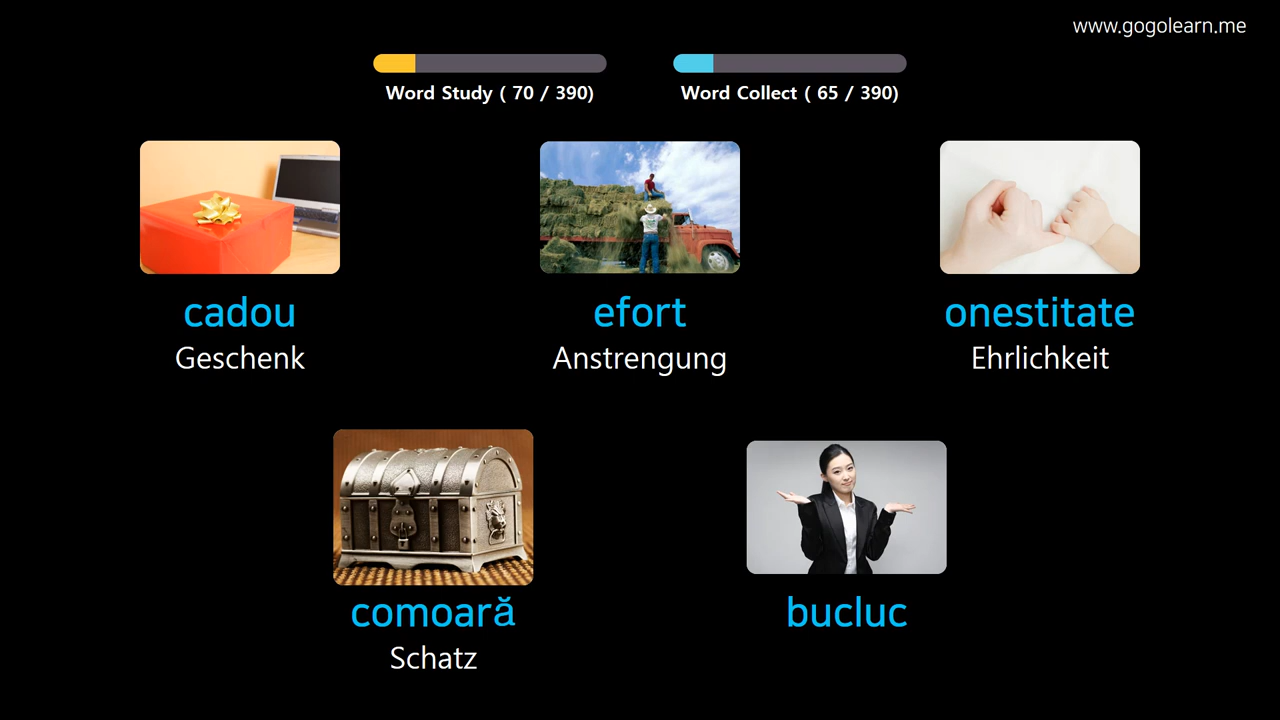 www.gogolearn.me
Word Study ( 70 / 390)
Word Collect ( 65 / 390)
cadou
Geschenk
efort
Anstrengung
onestitate
Ehrlichkeit
comoară
Schatz
bucluc